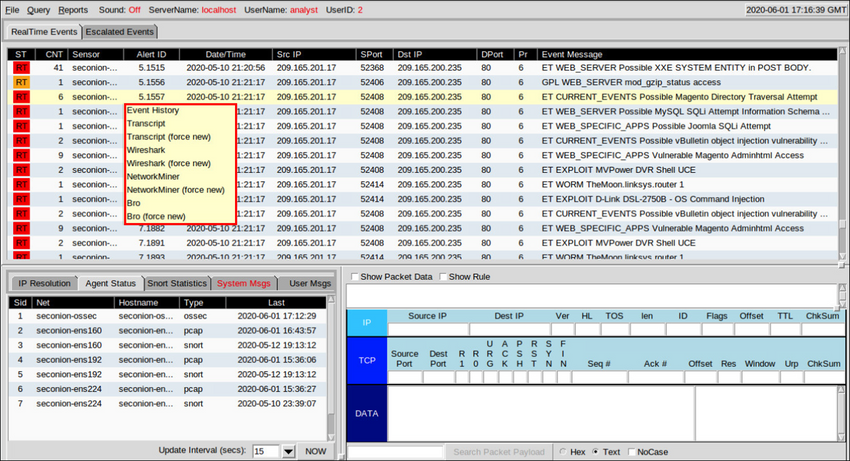 File Query Reports Sound: Off ServerName: localhost UserName: analyst UserID: 2 2020-06-01 17:16:39 GMT
RealTime Events Escalated Events
ST CNT Sensor Alert ID Date/Time Src IP SPort Dst IP DPort Pr Event Message
RT 41 seconion-... 5.1515 2020-05-10 21:20:56 209.165.201.17 52368 209.165.200.235 80 6 ET WEB_SERVER Possible XXE SYSTEM ENTITY in POST BODY.
RT 1 seconion-... 5.1556 2020-05-10 21:21:17 209.165.201.17 52406 209.165.200.235 80 6 GPL WEB_SERVER mod_gzip_status access
RT 6 seconion-... 5.1557 2020-05-10 21:21:17 209.165.201.17 52408 209.165.200.235 80 6 ET CURRENT_EVENTS Possible Magento Directory Traversal Attempt
RT 1 seconion-... 21:21:17 209.165.201.17 52408 209.165.200.235 80 6 ET WEB_SERVER Possible MySQL SQLi Attempt Information Schema ...
RT 1 seconion-... 21:21:17 209.165.201.17 52408 209.165.200.235 80 6 ET WEB_SPECIFIC_APPS Possible Joomla SQLi Attempt
RT 2 seconion-... 21:21:17 209.165.201.17 52408 209.165.200.235 80 6 ET CURRENT_EVENTS Possible vBulletin object injection vulnerability ...
RT 9 seconion-... 21:21:17 209.165.201.17 52408 209.165.200.235 80 6 ET WEB_SPECIFIC_APPS Vulnerable Magento Adminhtml Access
RT 2 seconion-... 21:21:17 209.165.201.17 52408 209.165.200.235 80 6 ET EXPLOIT MVPower DVR Shell UCE
RT 1 seconion-... 21:21:17 209.165.201.17 52414 209.165.200.235 80 6 ET WORM TheMoon.linksys.router 1
RT 1 seconion-... 21:21:17 209.165.201.17 52414 209.165.200.235 80 6 ET EXPLOIT D-Link DSL-2750B - OS Command Injection
RT 2 seconion-... 21:21:17 209.165.201.17 52408 209.165.200.235 80 6 ET CURRENT_EVENTS Possible vBulletin object injection vulnerability ...
RT 9 seconion-... 7.1882 2020-05-10 21:21:17 209.165.201.17 52408 209.165.200.235 80 6 ET WEB_SPECIFIC_APPS Vulnerable Magento Adminhtml Access
RT 2 seconion-... 7.1891 2020-05-10 21:21:17 209.165.201.17 52408 209.165.200.235 80 6 ET EXPLOIT MVPower DVR Shell UCE
RT 1 seconion-... 7.1893 2020-05-10 21:21:17 209.165.201.17 52414 209.165.200.235 80 6 ET WORM TheMoon.linksys.router 1
Event History
Transcript
Transcript (force new)
Wireshark
Wireshark (force new)
NetworkMiner
NetworkMiner (force new)
Bro
Bro (force new)
IP Resolution Agent Status Snort Statistics System Msgs User Msgs
Sid Net Hostname Type Last
1 seconion-ossec seconion-os... ossec 2020-06-01 17:12:29
2 seconion-ens160 seconion-en... pcap 2020-06-01 16:43:57
3 seconion-ens160 seconion-en... snort 2020-05-12 19:13:12
4 seconion-ens192 seconion-en... pcap 2020-06-01 15:36:06
5 seconion-ens192 seconion-en... snort 2020-05-12 19:13:12
6 seconion-ens224 seconion-en... pcap 2020-06-01 15:36:27
7 seconion-ens224 seconion-en... snort 2020-05-10 23:39:07
Update Interval (secs): 15 NOW
Show Packet Data Show Rule
IP Source IP Dest IP Ver HL TOS len ID Flags Offset TTL ChkSum
TCP Source Port Dest Port R1 R0 URG ACK PSH RST SYN FIN Seq # Ack # Offset Res Window Urp ChkSum
DATA
Search Packet Payload Hex Text NoCase